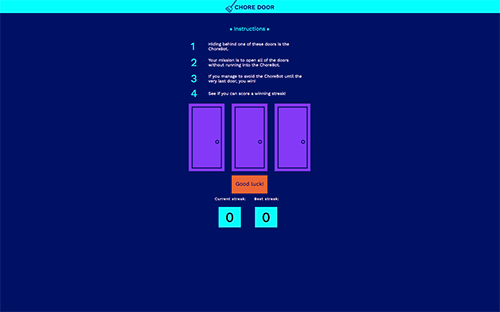 CHORE DOOR
Instructions
1 Hiding behind one of these doors is the
ChoreBot.
2 Your mission is to open all of the doors
without running into the ChoreBot.
3 If you manage to avoid the ChoreBot until the
very last door, you win!
4 See if you can score a winning streak!
Good luck!
Current streak: Best streak:
0 0